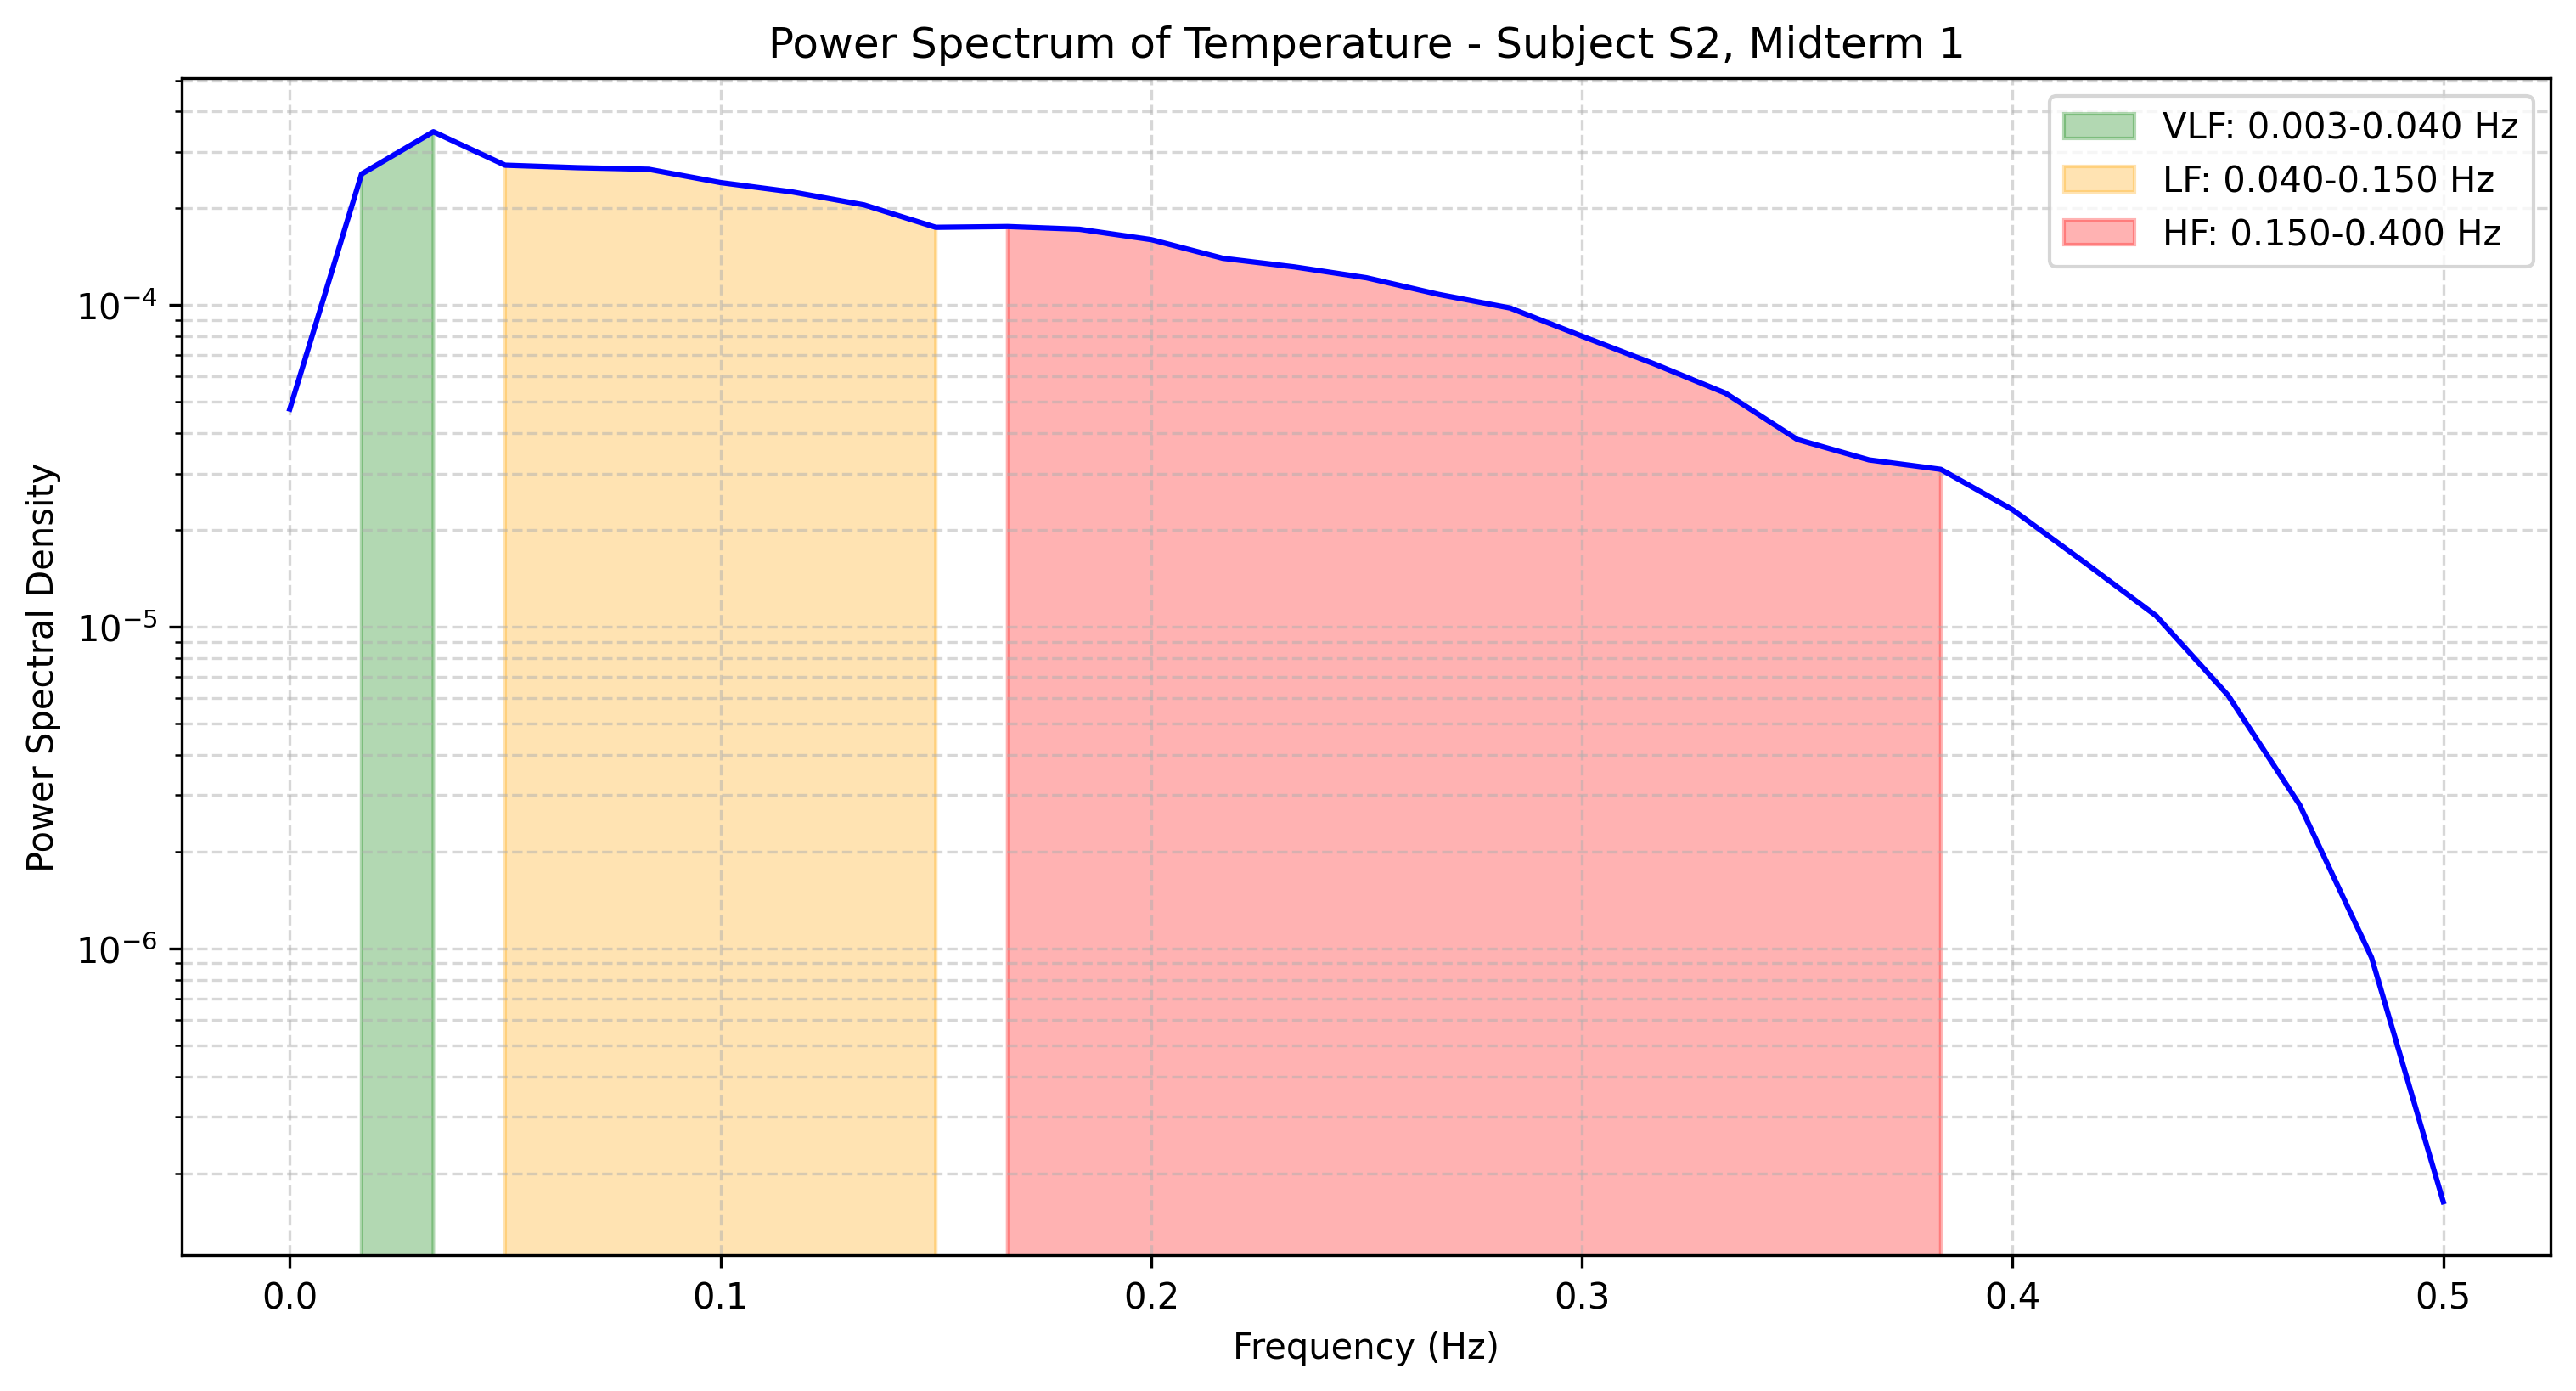 Power Spectrum of Temperature - Subject S2, Midterm 1
VLF: 0.003-0.040 Hz
LF: 0.040-0.150 Hz
HF: 0.150-0.400 Hz
Power Spectral Density
10⁻⁴
10⁻⁵
10⁻⁶
0.0 0.1 0.2 0.3 0.4 0.5
Frequency (Hz)